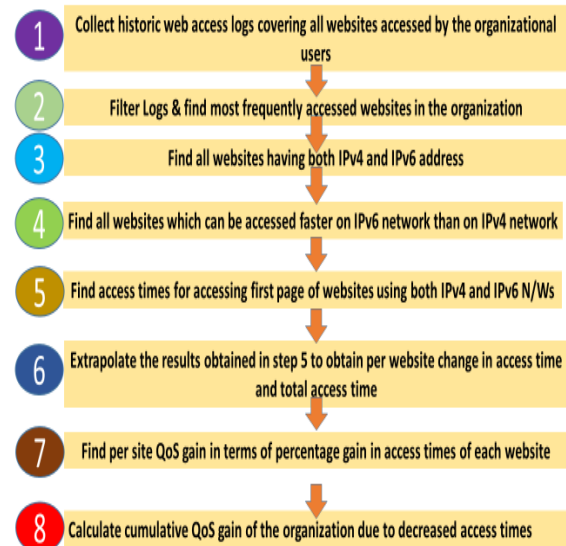 1
Collect historic web access logs covering all websites accessed by the organizational
users
2
Filter Logs & find most frequently accessed websites in the organization
3
Find all websites having both IPv4 and IPv6 address
4
Find all websites which can be accessed faster on IPv6 network than on IPv4 network
5
Find access times for accessing first page of websites using both IPv4 and IPv6 N/Ws
6
Extrapolate the results obtained in step 5 to obtain per website change in access time
and total access time
7
Find per site QoS gain in terms of percentage gain in access times of each website
8
Calculate cumulative QoS gain of the organization due to decreased access times